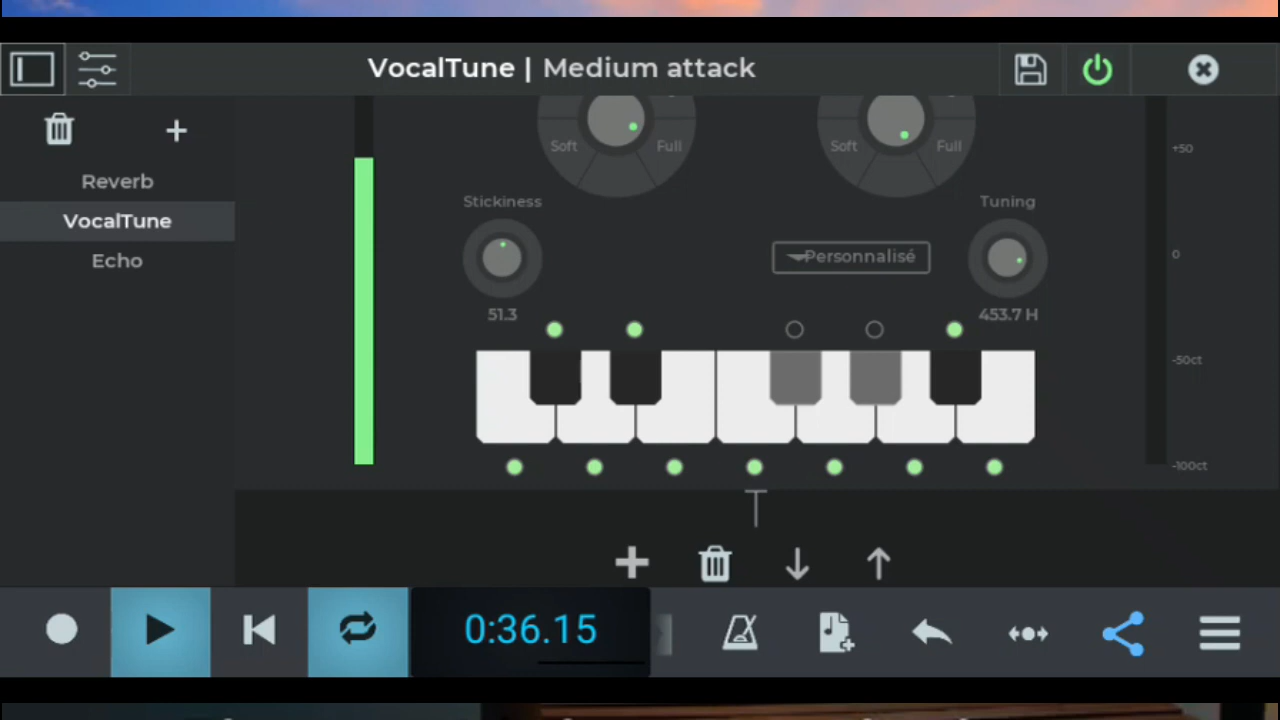 VocalTune | Medium attack
Reverb
VocalTune
Echo
Soft
Full
Soft
Full
+50
Stickiness
Tuning
Personnalisé
0
51.3
453.7 H
-50ct
-100ct
0:36.15